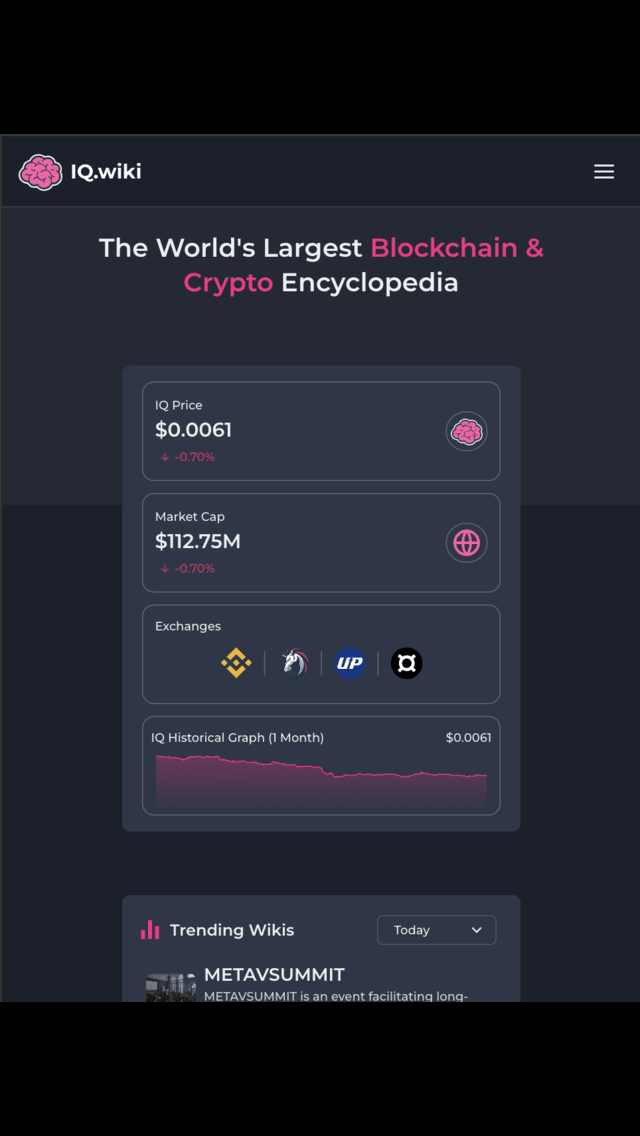 IQ.wiki
The World's Largest Blockchain &
Crypto Encyclopedia
IQ Price
$0.0061
↓ -0.70%
Market Cap
$112.75M
↓ -0.70%
Exchanges
UP
IQ Historical Graph (1 Month) $0.0061
Trending Wikis Today
METAVSUMMIT
METAVSUMMIT is an event facilitating long-